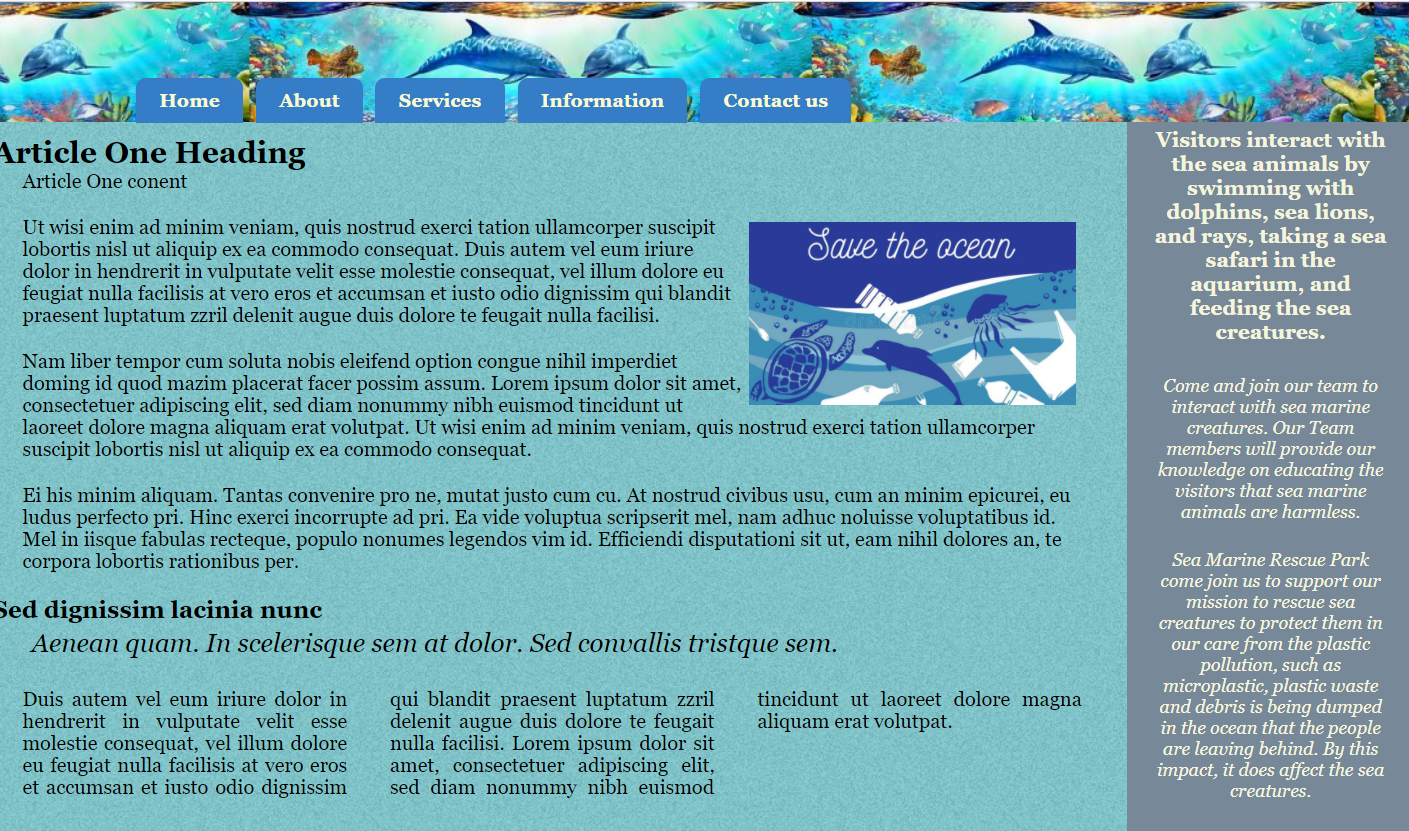 Home
About
Services
Information
Contact us
Article One Heading
Article One conent
Ut wisi enim ad minim veniam, quis nostrud exerci tation ullamcorper suscipit
lobortis nisl ut aliquip ex ea commodo consequat. Duis autem vel eum iriure
dolor in hendrerit in vulputate velit esse molestie consequat, vel illum dolore eu
feugiat nulla facilisis at vero eros et accumsan et iusto odio dignissim qui blandit
praesent luptatum zzril delenit augue duis dolore te feugait nulla facilisi.
Save the ocean
Nam liber tempor cum soluta nobis eleifend option congue nihil imperdiet
doming id quod mazim placerat facer possim assum. Lorem ipsum dolor sit amet,
consectetuer adipiscing elit, sed diam nonummy nibh euismod tincidunt ut
laoreet dolore magna aliquam erat volutpat. Ut wisi enim ad minim veniam, quis nostrud exerci tation ullamcorper
suscipit lobortis nisl ut aliquip ex ea commodo consequat.
Ei his minim aliquam. Tantas convenire pro ne, mutat justo cum cu. At nostrud civibus usu, cum an minim epicurei, eu
ludus perfecto pri. Hinc exerci incorrupte ad pri. Ea vide voluptua scripserit mel, nam adhuc noluisse voluptatibus id.
Mel in iisque fabulas recteque, populo nonumes legendos vim id. Efficiendi disputationi sit ut, eam nihil dolores an, te
corpora lobortis rationibus per.
Sed dignissim lacinia nunc
Aenean quam. In scelerisque sem at dolor. Sed convallis tristque sem.
Duis autem vel eum iriure dolor in
hendrerit in vulputate velit esse
molestie consequat, vel illum dolore
eu feugiat nulla facilisis at vero eros
et accumsan et iusto odio dignissim
qui blandit praesent luptatum zzril
delenit augue duis dolore te feugait
nulla facilisi. Lorem ipsum dolor sit
amet, consectetuer adipiscing elit,
sed diam nonummy nibh euismod
tincidunt ut laoreet dolore magna
aliquam erat volutpat.
Visitors interact with
the sea animals by
swimming with
dolphins, sea lions,
and rays, taking a sea
safari in the
aquarium, and
feeding the sea
creatures.
Come and join our team to
interact with sea marine
creatures. Our Team
members will provide our
knowledge on educating the
visitors that sea marine
animals are harmless.
Sea Marine Rescue Park
come join us to support our
mission to rescue sea
creatures to protect them in
our care from the plastic
pollution, such as
microplastic, plastic waste
and debris is being dumped
in the ocean that the people
are leaving behind. By this
impact, it does affect the sea
creatures.